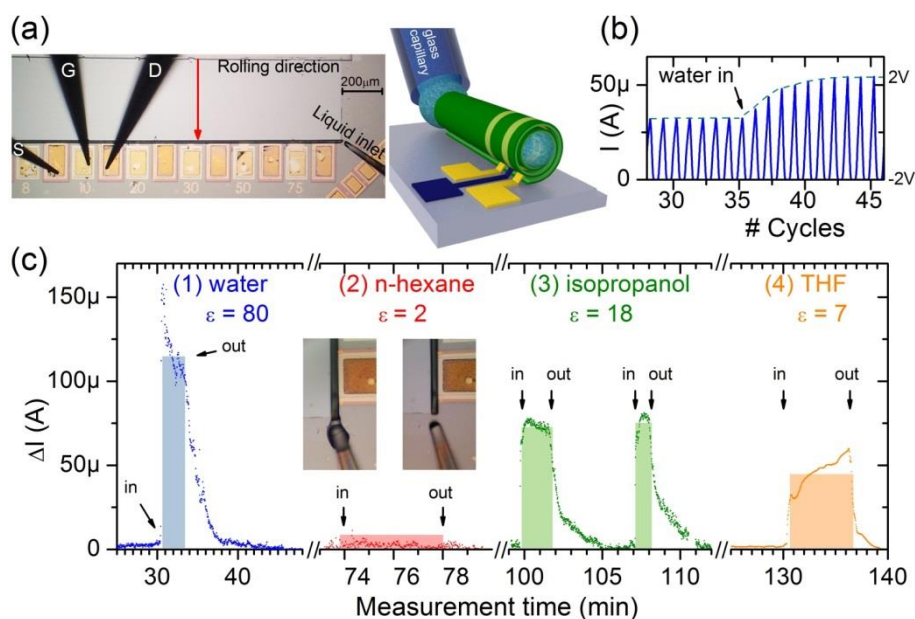 (a)
G
D
S
Rolling direction
200μm
Liquid inlet
8
10
20
30
50
75
glass
capillary
(b)
I (A)
50μ
0
water in
2V
-2V
30
35
40
45
# Cycles
(c)
ΔI (A)
150μ
100μ
50μ
0
(1) water
ε = 80
in
out
(2) n-hexane
ε = 2
in
out
(3) isopropanol
ε = 18
in
out
in
out
(4) THF
ε = 7
in
out
30
40
74
76
78
100
105
110
130
140
Measurement time (min)